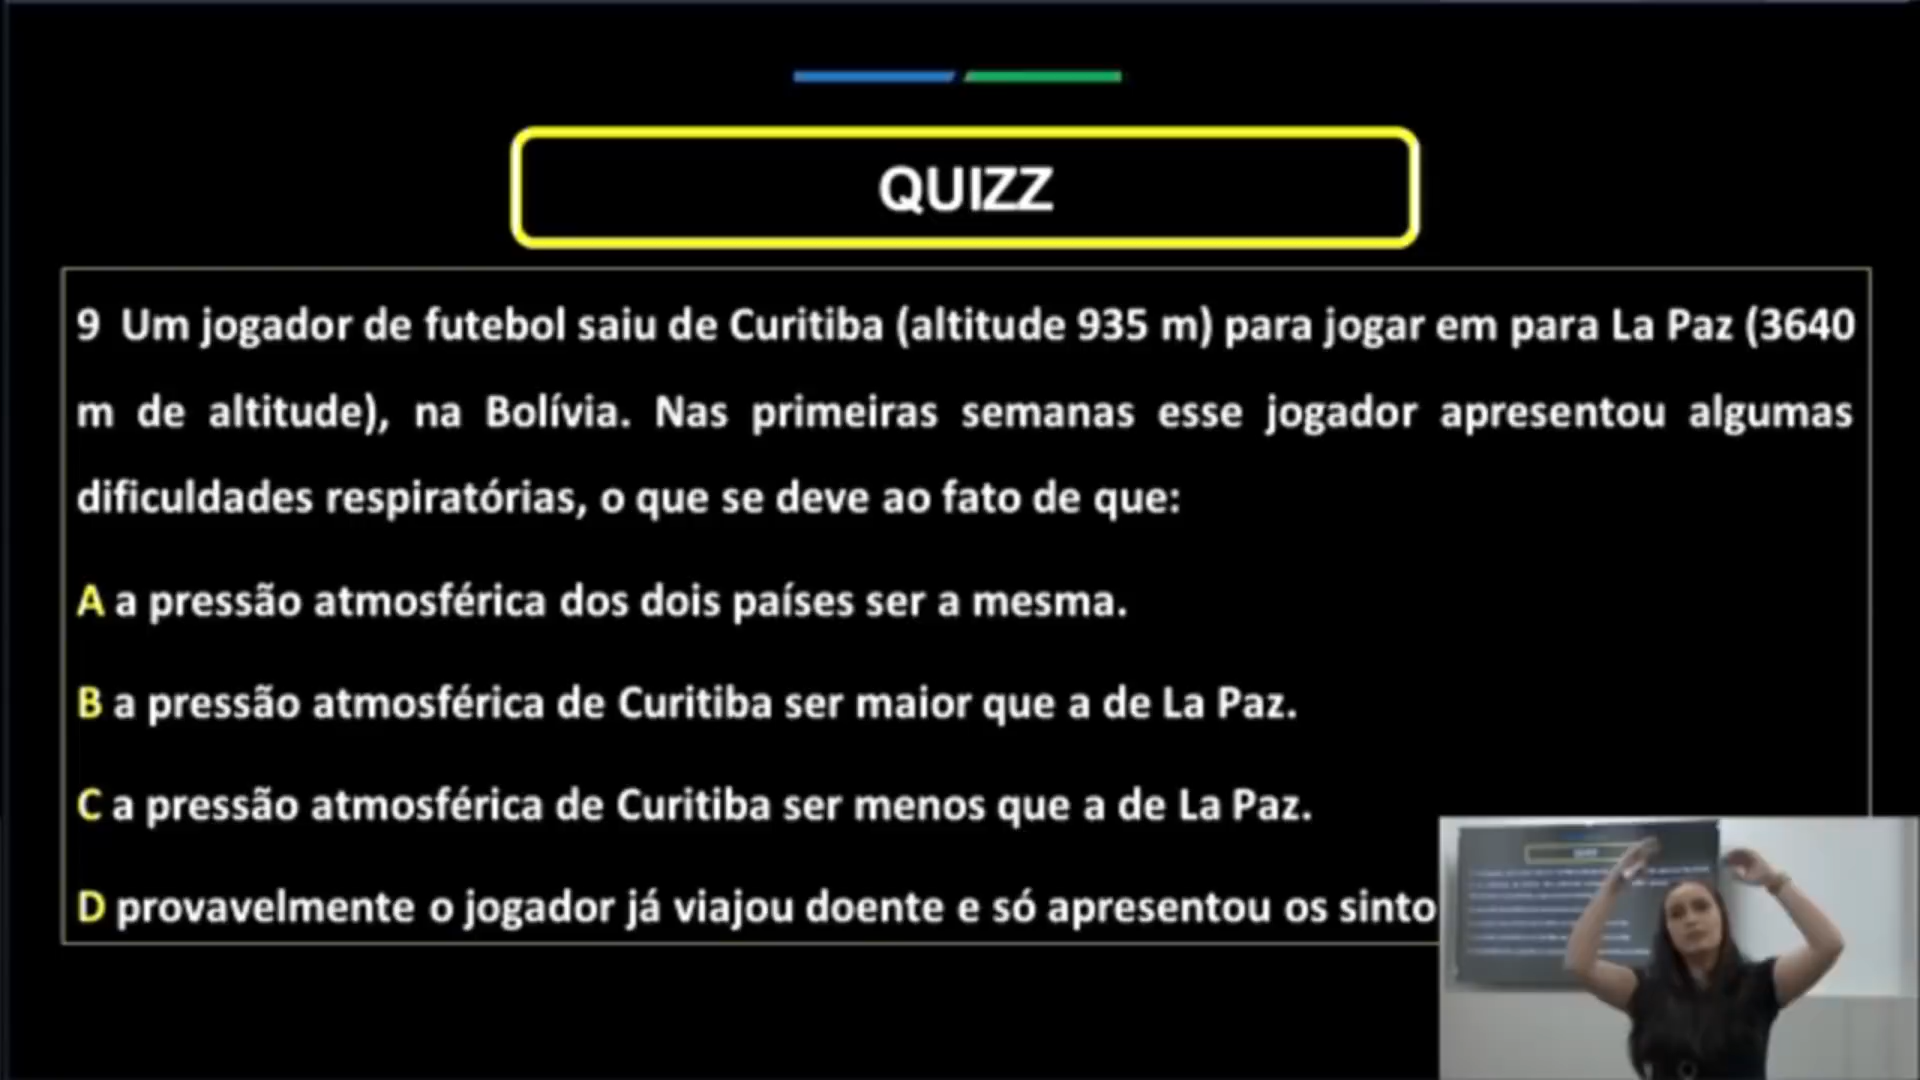 QUIZZ
9 Um jogador de futebol saiu de Curitiba (altitude 935 m) para jogar em para La Paz (3640
m de altitude), na Bolívia. Nas primeiras semanas esse jogador apresentou algumas
dificuldades respiratórias, o que se deve ao fato de que:
A a pressão atmosférica dos dois países ser a mesma.
B a pressão atmosférica de Curitiba ser maior que a de La Paz.
C a pressão atmosférica de Curitiba ser menos que a de La Paz.
D provavelmente o jogador já viajou doente e só apresentou os sinto